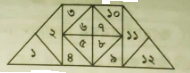 ৩ ১০
২ ৬ ৭ ১১
৫ ৮
১ ৪ ৯ ১২